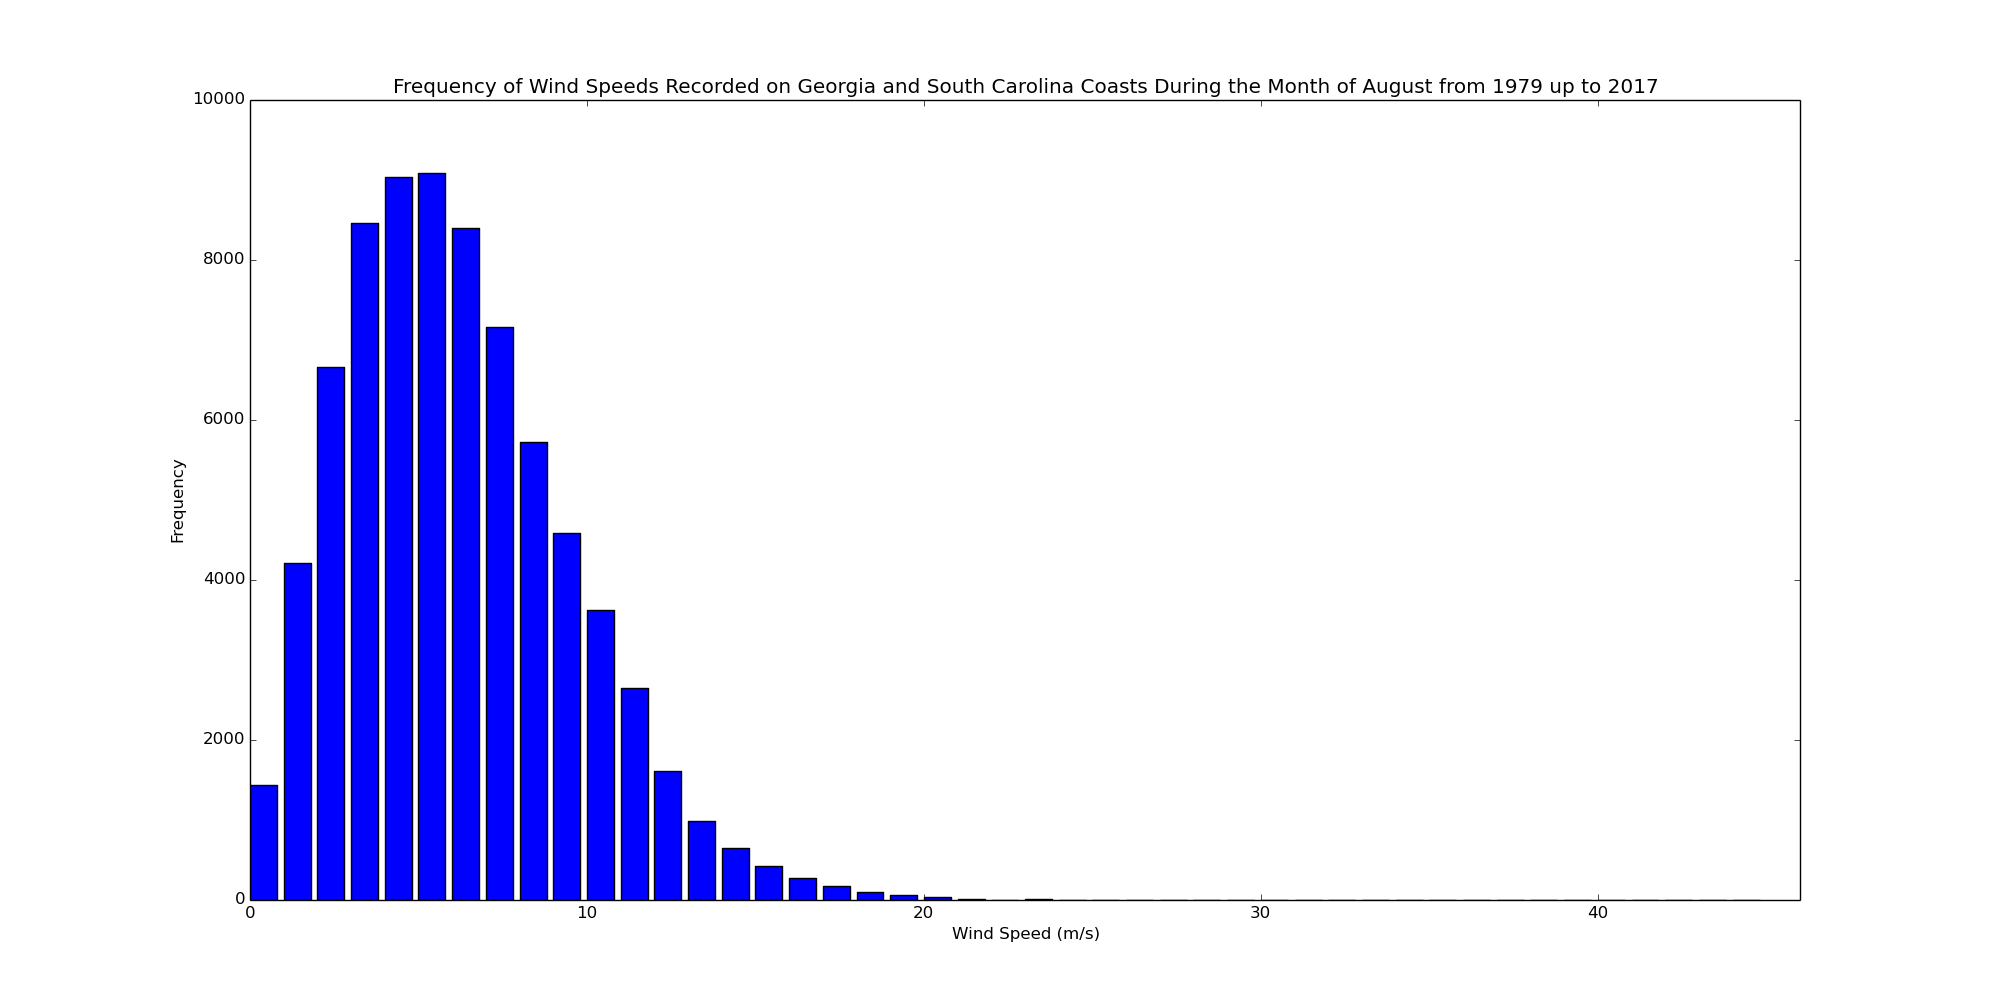 Frequency of Wind Speeds Recorded on Georgia and South Carolina Coasts During the Month of August from 1979 up to 2017
10000
8000
6000
4000
2000
0
Frequency
0 10 20 30 40
Wind Speed (m/s)